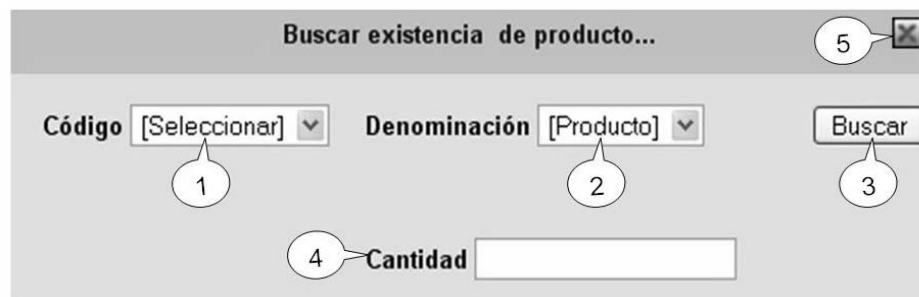 Buscar existencia de producto...
5
Código [Seleccionar] Denominación [Producto] Buscar
1 2 3
4 Cantidad